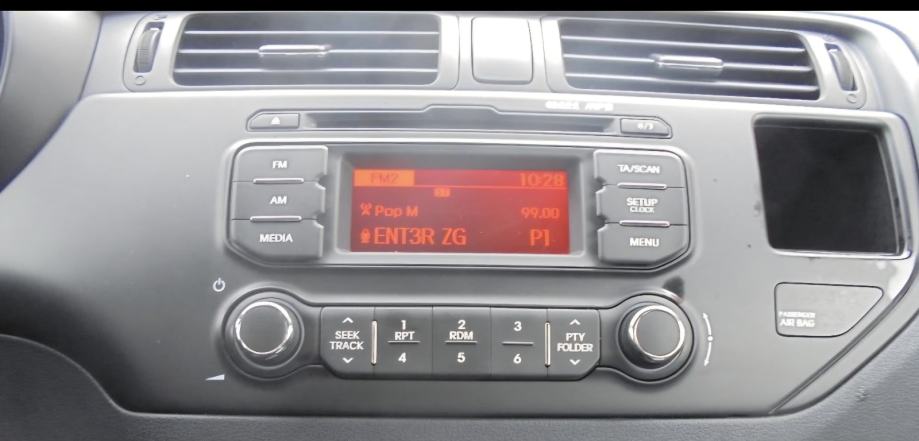 FM
AM
MEDIA
FM2 10:28
Pop M 99.00
ENT3R ZG P1
TA/SCAN
SETUP
CLOCK
MENU
SEEK
TRACK
1 2 3
RPT RDM
4 5 6
PTY
FOLDER
PASSENGER
AIR BAG